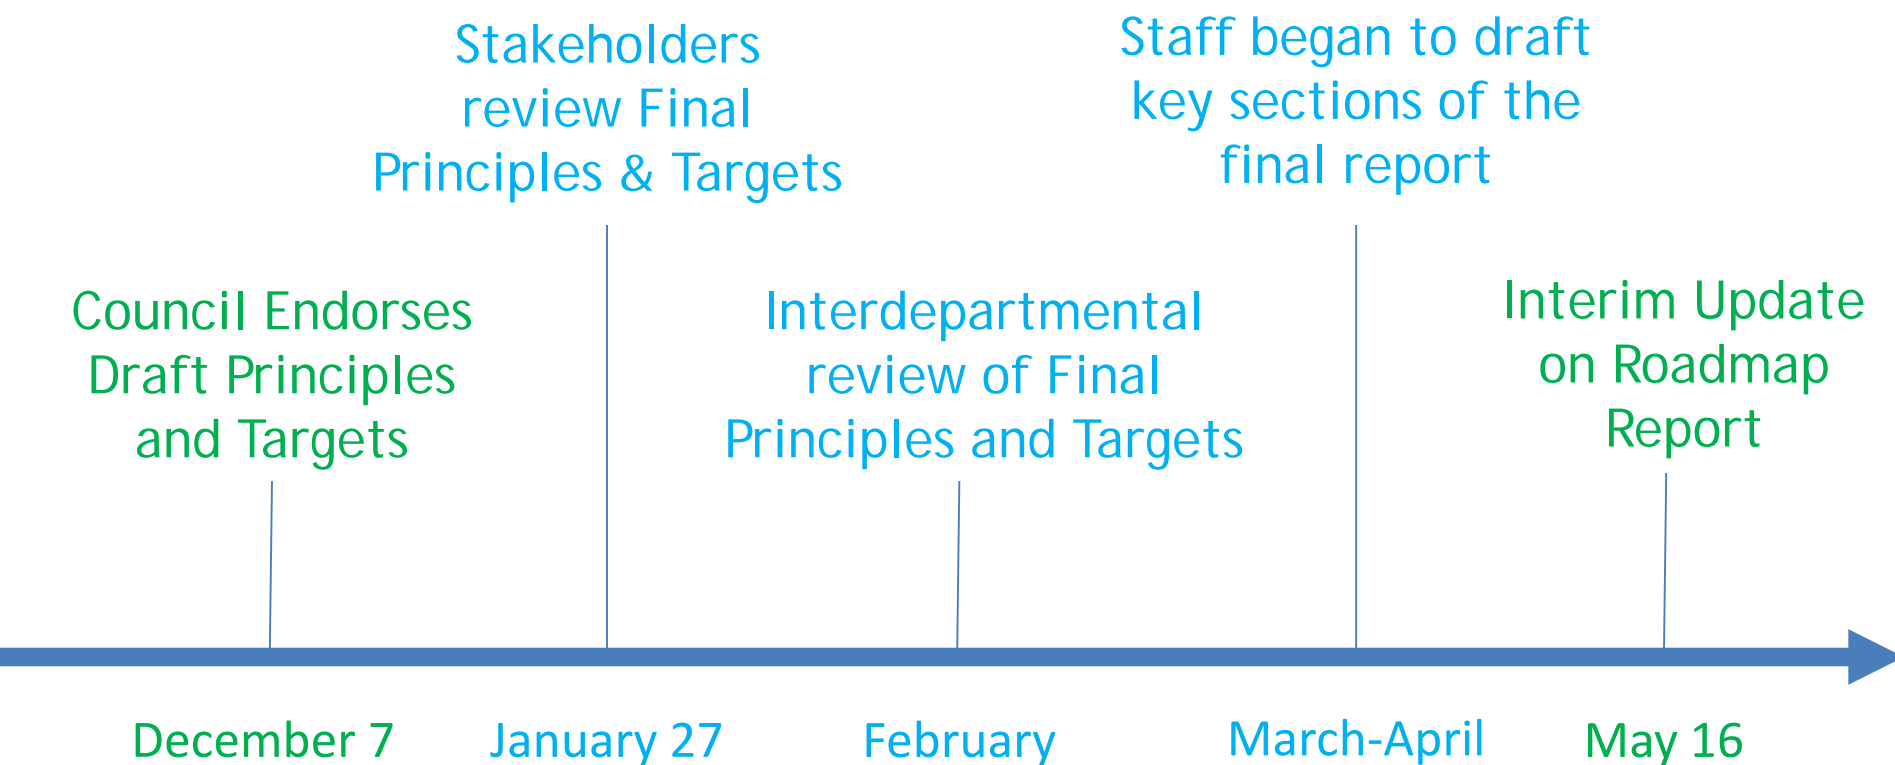 Stakeholders
review Final
Principles & Targets
Staff began to draft
key sections of the
final report
Council Endorses
Draft Principles
and Targets
Interdepartmental
review of Final
Principles and Targets
Interim Update
on Roadmap
Report
December 7
January 27
February
March-April
May 16